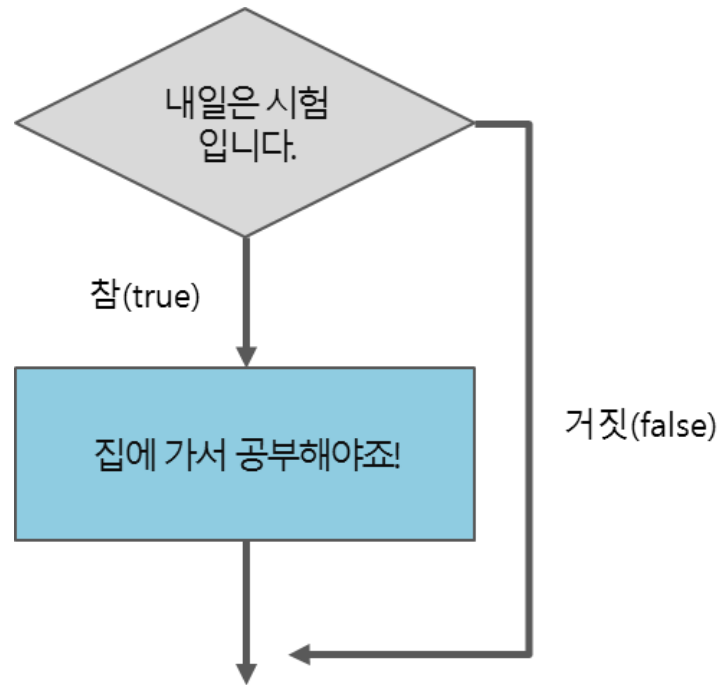 내일은 시험
입니다.
참(true)
거짓(false)
집에 가서 공부해야죠!